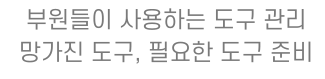 부원들이 사용하는 도구 관리
망가진 도구, 필요한 도구 준비